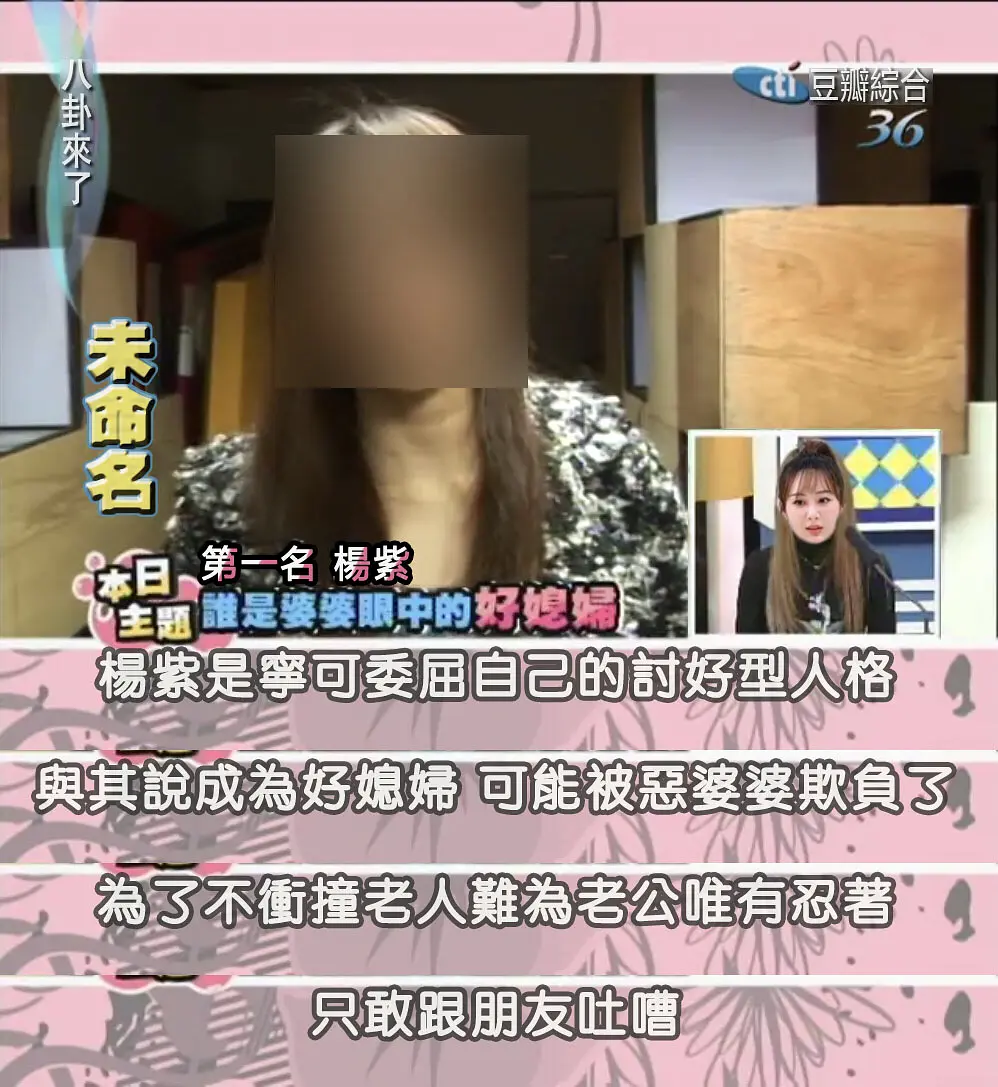 八卦來了
cti 豆瓣綜合
36
未命名
第一名 楊紫
本日
主題
誰是婆婆眼中的好媳婦
楊紫是寧可委屈自己的討好型人格
與其說成為好媳婦 可能被惡婆婆欺負了
為了不衝撞老人難為老公唯有忍著
只敢跟朋友吐嘈